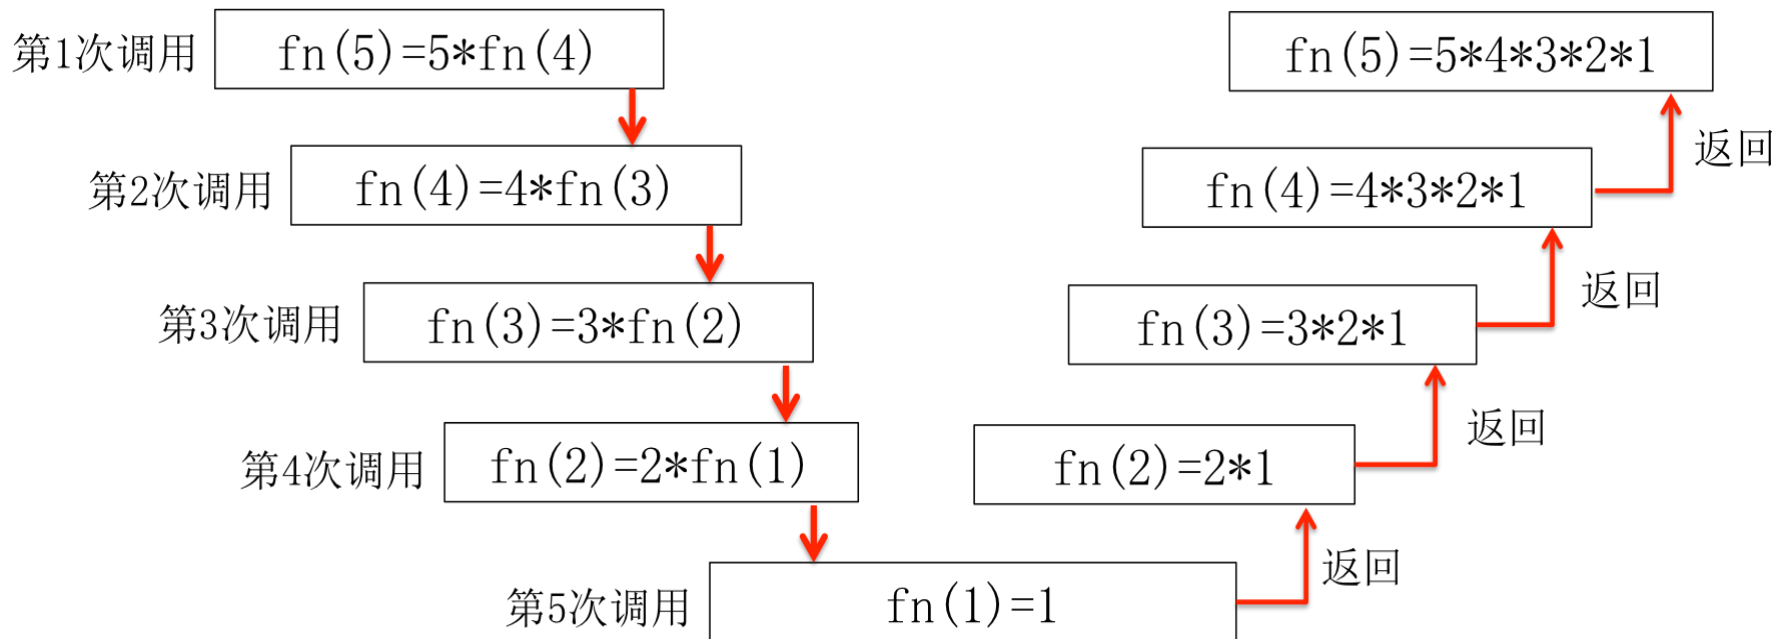 第1次调用 fn(5)=5*fn(4) fn(5)=5*4*3*2*1
返回
第2次调用 fn(4)=4*fn(3) fn(4)=4*3*2*1
返回
第3次调用 fn(3)=3*fn(2) fn(3)=3*2*1
返回
第4次调用 fn(2)=2*fn(1) fn(2)=2*1
返回
第5次调用 fn(1)=1